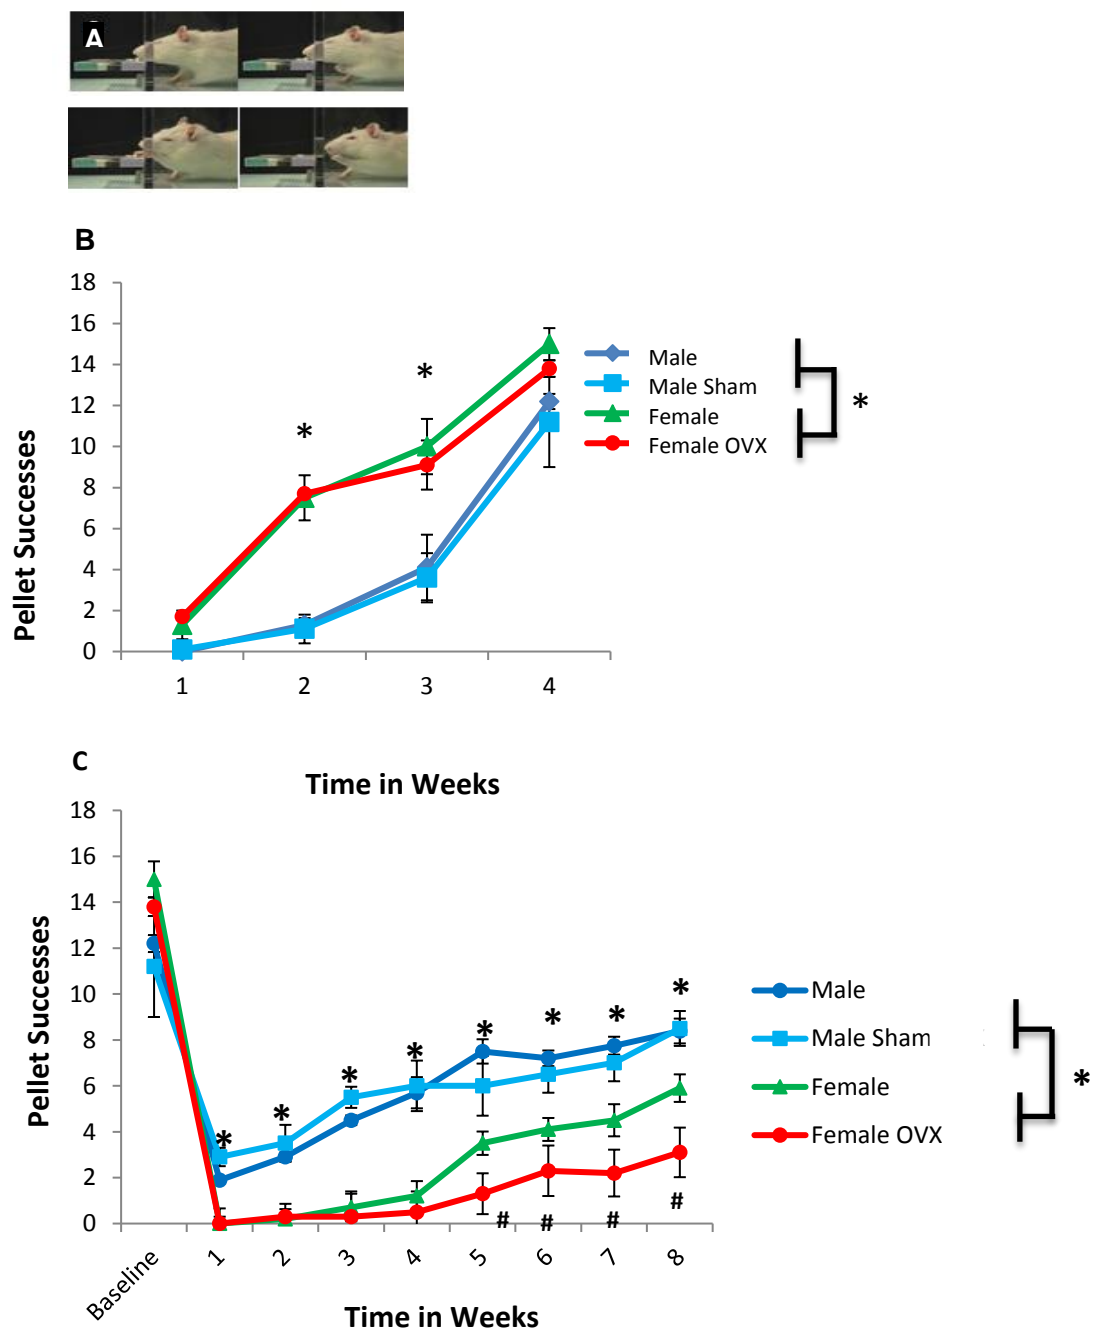 A
B
18
16
14
12
10
8
6
4
2
0
Pellet Successes
*
*
1
2
3
4
Male
Male Sham
Female
Female OVX
*
Time in Weeks
C
18
16
14
12
10
8
6
4
2
0
Pellet Successes
* * * * * * * *
# # # #
Baseline
1
2
3
4
5
6
7
8
Time in Weeks
Male
Male Sham
Female
Female OVX
*